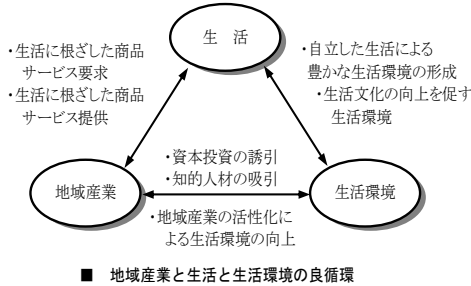 生 活
・生活に根ざした商品
サービス要求
・生活に根ざした商品
サービス提供
・自立した生活による
豊かな生活環境の形成
・生活文化の向上を促す
生活環境
・資本投資の誘引
・知的人材の吸引
地域産業
生活環境
・地域産業の活性化に
よる生活環境の向上
■ 地域産業と生活と生活環境の良循環